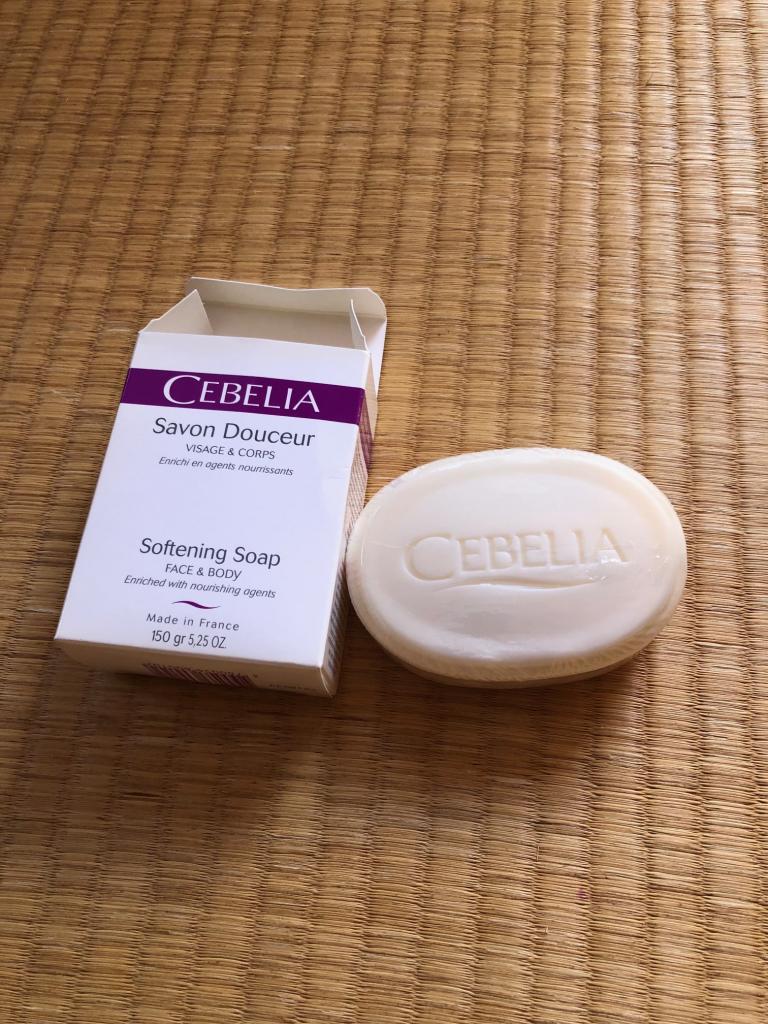 CEBELIA
Savon Douceur
VISAGE & CORPS
Enrichi en agents nourrissants
Softening Soap
FACE & BODY
Enriched with nourishing agents
Made in France
150 gr 5,25 OZ.
CEBELIA